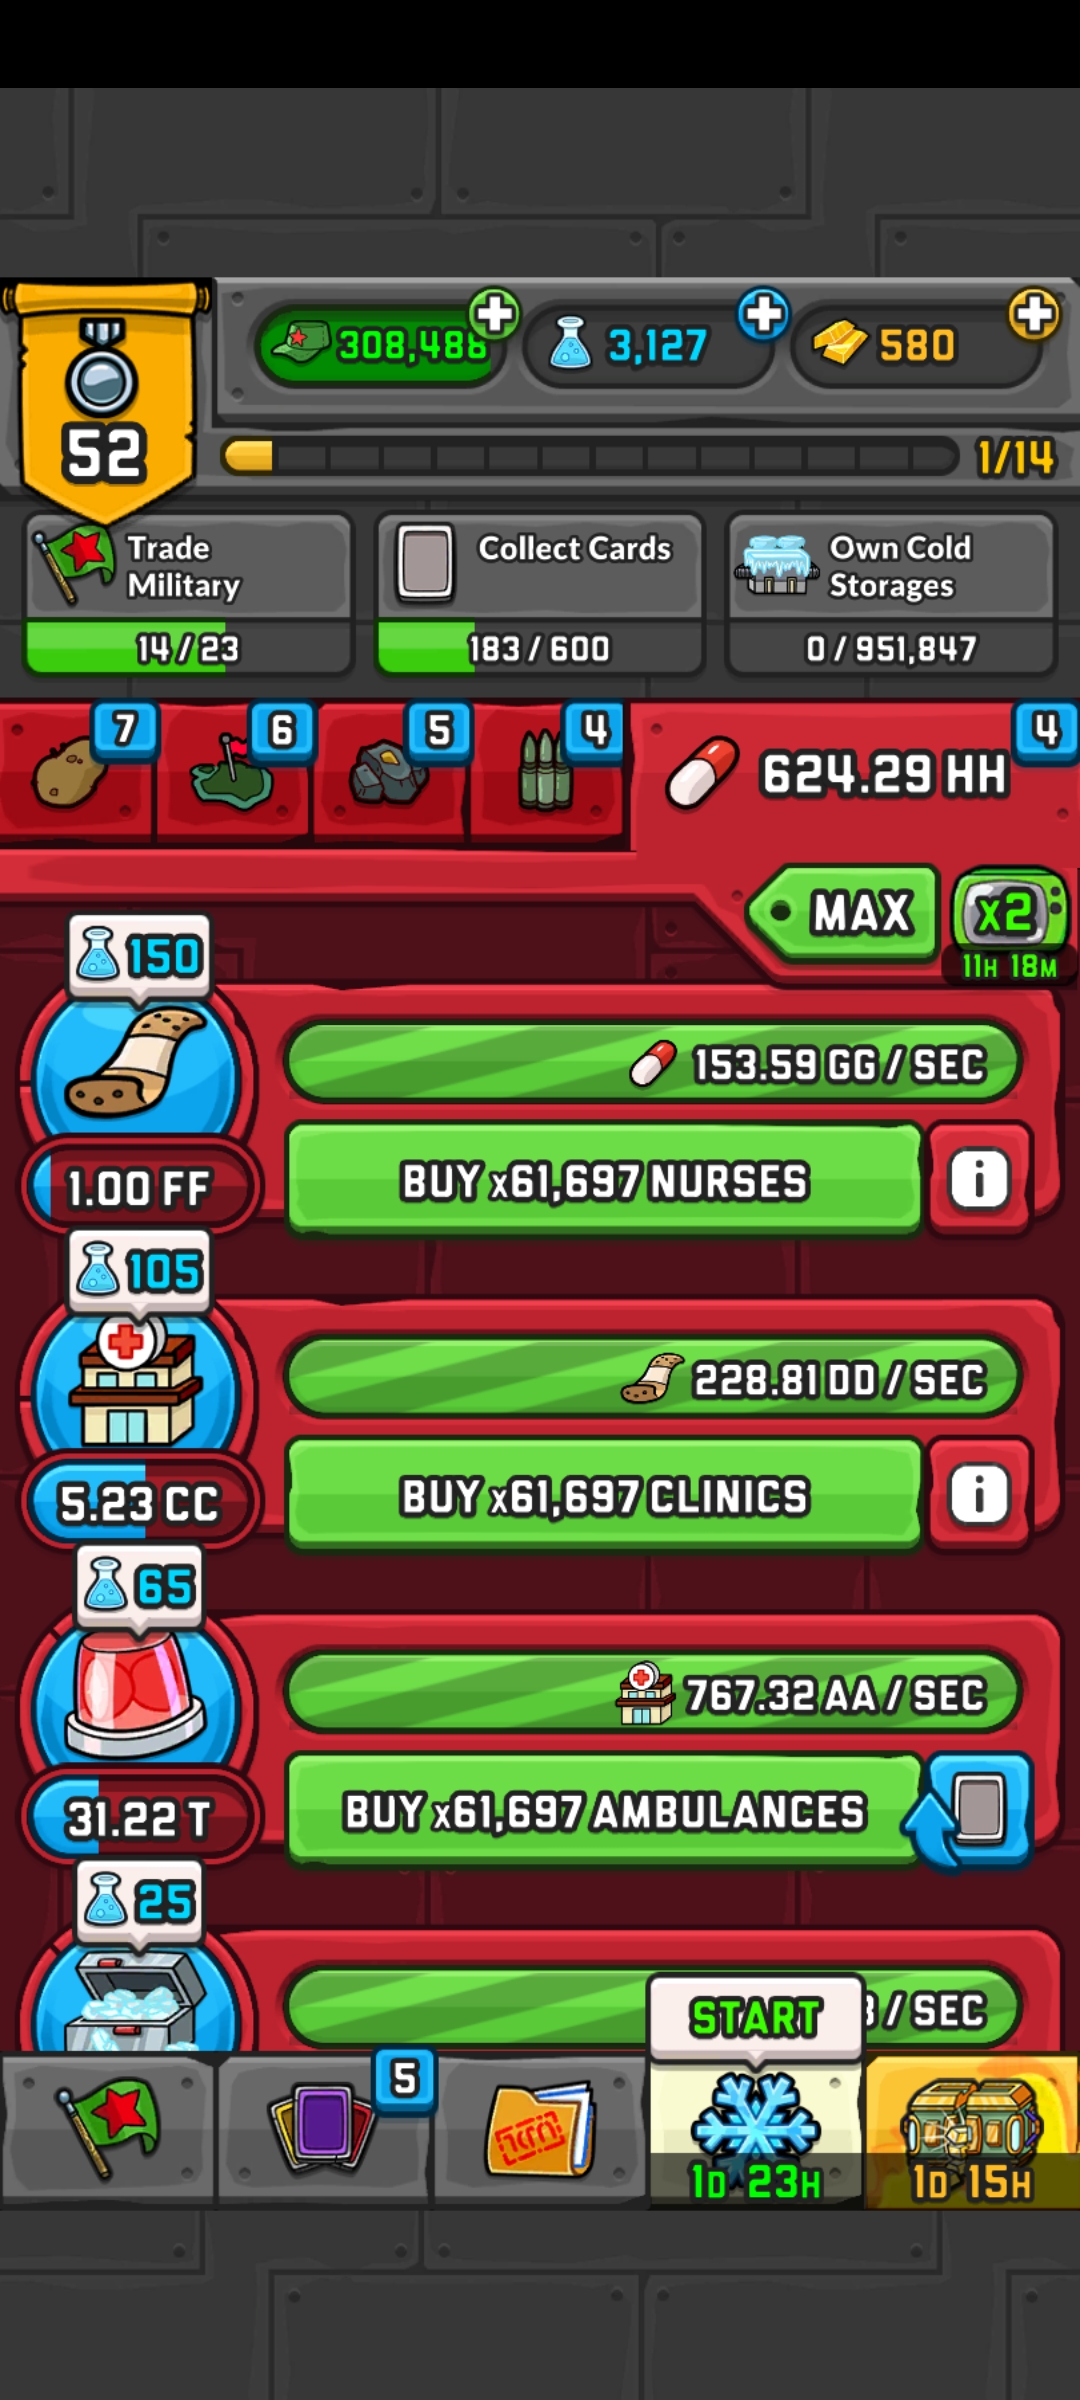 308,488
3,127
580
52
1/14
Trade
Military
14 / 23
Collect Cards
183 / 600
Own Cold
Storages
0 / 951,847
7
6
5
4
624.29 HH
4
MAX
x2
11H 18M
150
153.59 GG / SEC
BUY x61,697 NURSES
i
1.00 FF
105
228.81 DD / SEC
BUY x61,697 CLINICS
i
5.23 CC
65
767.32 AA / SEC
BUY x61,697 AMBULANCES
31.22 T
25
/ SEC
START
5
1D 23H
1D 15H